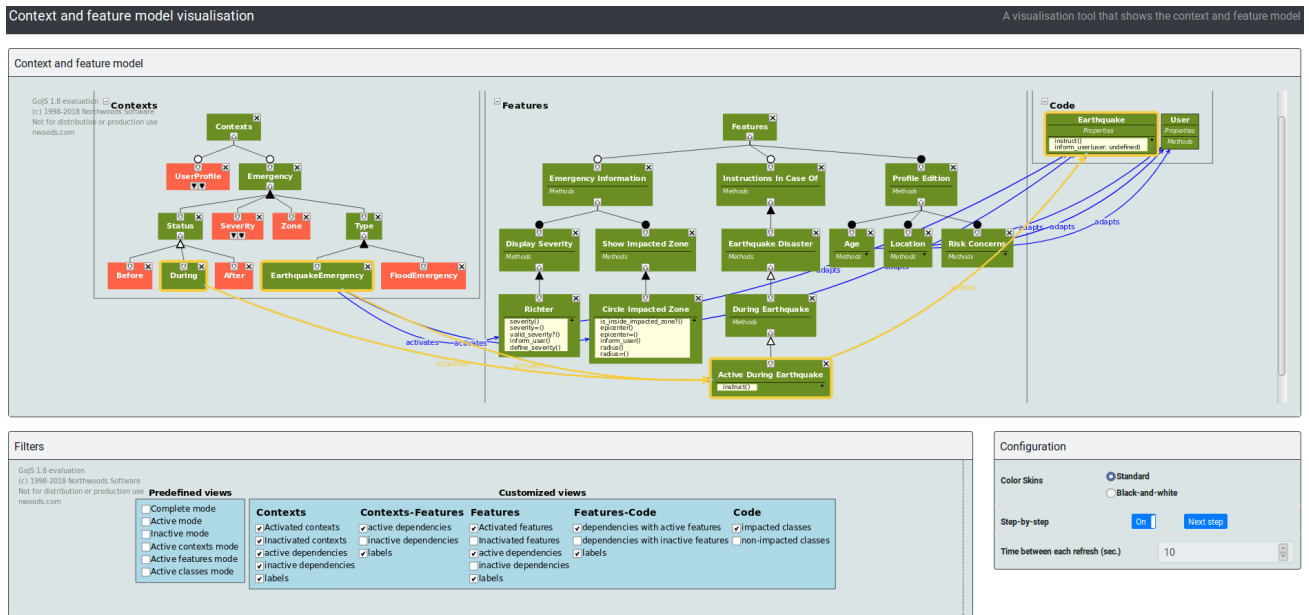 Context and feature model visualisation
A visualisation tool that shows the context and feature model
Context and feature model
GoJS 1.8 evaluation
(c) 1998-2018 Northwoods Software
Not for distribution or production use
nwoods.com
Contexts
Contexts
UserProfile
Emergency
Status
Severity
Zone
Type
Before
During
After
EarthquakeEmergency
FloodEmergency
Features
Features
Emergency Information
Methods
Instructions In Case Of
Methods
Profile Edition
Methods
Display Severity
Methods
Show Impacted Zone
Methods
Earthquake Disaster
Methods
Age
Methods
Location
Methods
Risk Concerns
Methods
Richter
severity()
severity=()
valid_severity?()
inform_user()
define_severity()
Circle Impacted Zone
is_inside_impacted_zone?()
epicenter()
epicenter=()
inform_user()
radius()
radius=()
During Earthquake
Methods
Active During Earthquake
instruct()
Code
Earthquake
Properties
instruct()
inform_user(user: undefined)
User
Properties
Methods
adapts
adapts
adapts
adapts
adapts
adapts
activates
activates
activates
activates
Filters
GoJS 1.8 evaluation
(c) 1998-2018 Northwoods Software
Not for distribution or production use
nwoods.com
Predefined views
Complete mode
Active mode
Inactive mode
Active contexts mode
Active features mode
Active classes mode
Customized views
Contexts
Activated contexts
Inactivated contexts
active dependencies
inactive dependencies
labels
Contexts-Features
active dependencies
inactive dependencies
labels
Features
Activated features
Inactivated features
active dependencies
inactive dependencies
labels
Features-Code
dependencies with active features
dependencies with inactive features
labels
Code
impacted classes
non-impacted classes
Configuration
Color Skins
Standard
Black-and-white
Step-by-step
On
Next step
Time between each refresh (sec.)
10